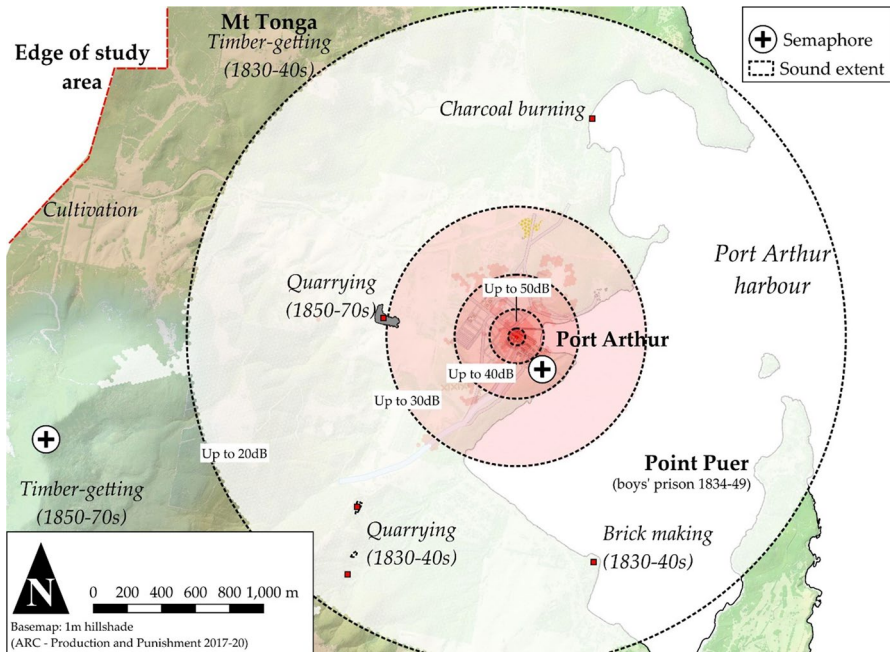 Mt Tonga
Timber-getting
(1830-40s)
Edge of study
area
Semaphore
Sound extent
Charcoal burning
Cultivation
Port Arthur
harbour
Quarrying
(1850-70s)
Up to 50dB
Port Arthur
Up to 40dB
Up to 30dB
Up to 20dB
Point Puer
(boys' prison 1834-49)
Timber-getting
(1850-70s)
Quarrying
(1830-40s)
Brick making
(1830-40s)
N
0 200 400 600 800 1,000 m
Basemap: 1m hillshade
(ARC - Production and Punishment 2017-20)